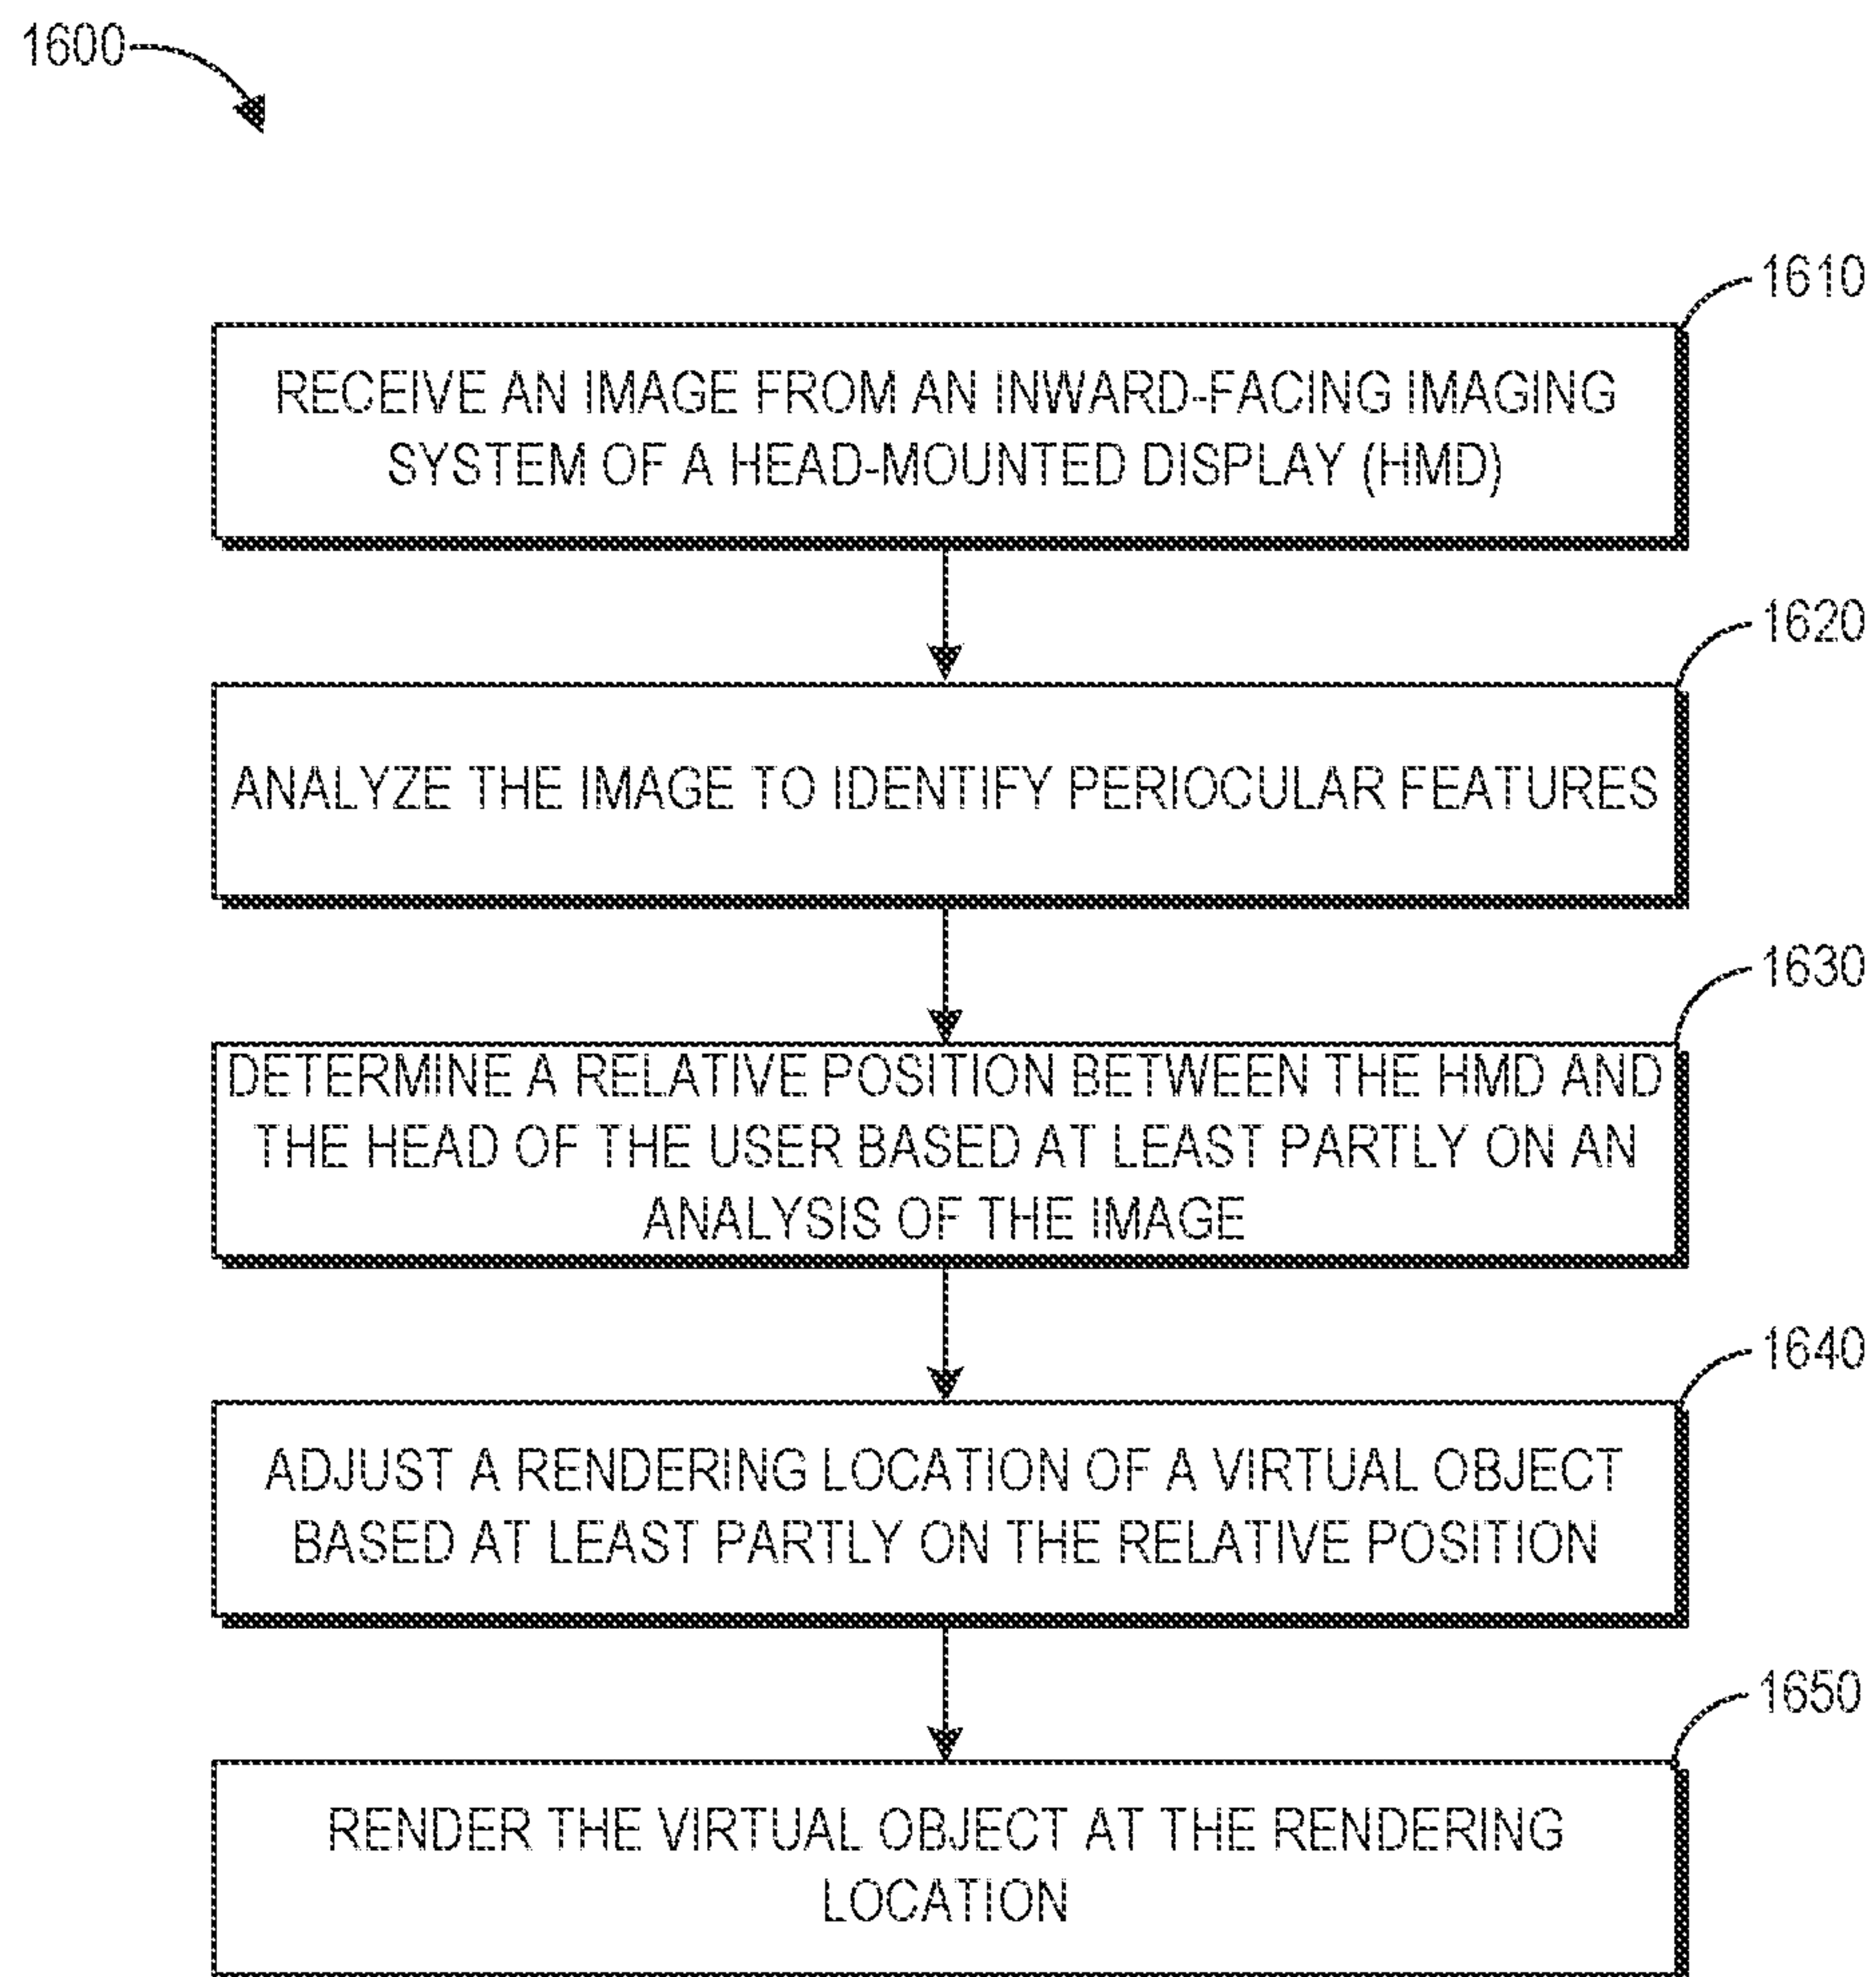 1600
1610
RECEIVE AN IMAGE FROM AN INWARD-FACING IMAGING
SYSTEM OF A HEAD-MOUNTED DISPLAY (HMD)
1620
ANALYZE THE IMAGE TO IDENTIFY PERIOCULAR FEATURES
1630
DETERMINE A RELATIVE POSITION BETWEEN THE HMD AND
THE HEAD OF THE USER BASED AT LEAST PARTLY ON AN
ANALYSIS OF THE IMAGE
1640
ADJUST A RENDERING LOCATION OF A VIRTUAL OBJECT
BASED AT LEAST PARTLY ON THE RELATIVE POSITION
1650
RENDER THE VIRTUAL OBJECT AT THE RENDERING
LOCATION